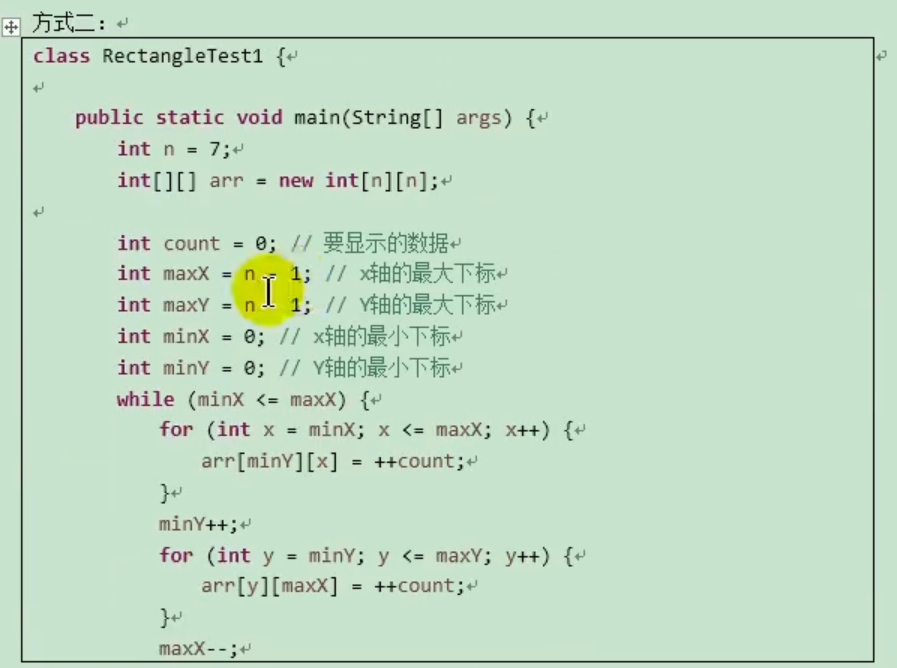 方式二：
class RectangleTest1 {
public static void main(String[] args) {
int n = 7;
int[][] arr = new int[n][n];
int count = 0; // 要显示的数据
int maxX = n - 1; // x轴的最大下标
int maxY = n - 1; // Y轴的最大下标
int minX = 0; // x轴的最小下标
int minY = 0; // Y轴的最小下标
while (minX <= maxX) {
for (int x = minX; x <= maxX; x++) {
arr[minY][x] = ++count;
}
minY++;
for (int y = minY; y <= maxY; y++) {
arr[y][maxX] = ++count;
}
maxX--;